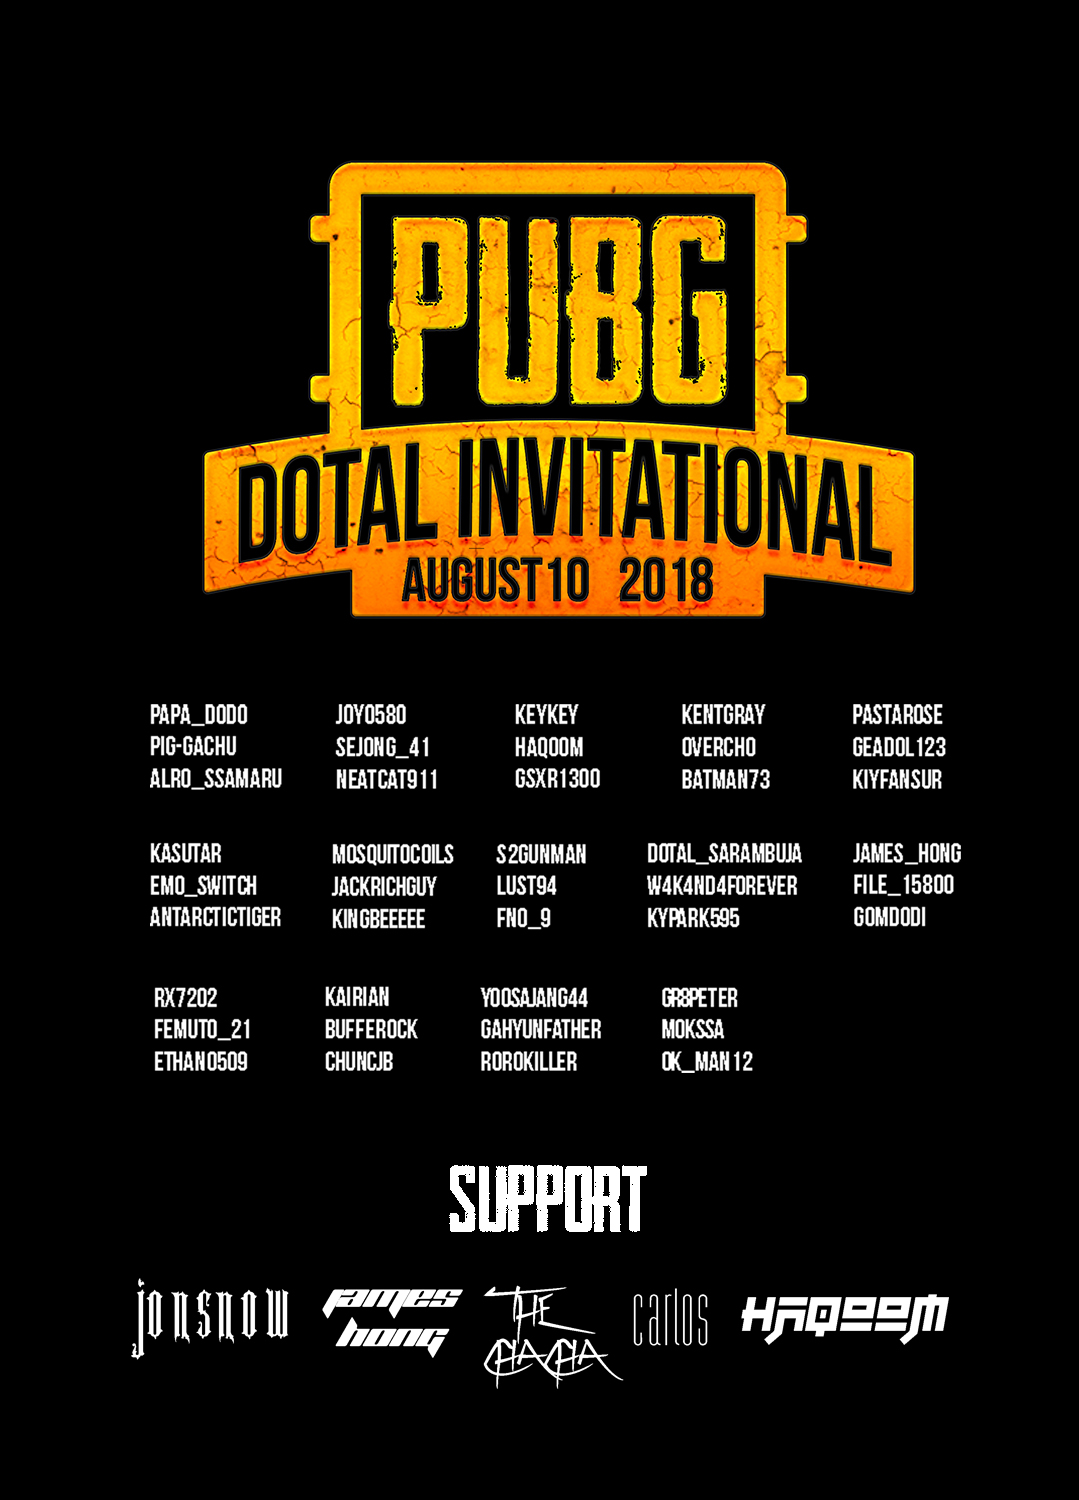 PUBG
DOTAL INVITATIONAL
AUGUST10 2018
PAPA_DODO
PIG-GACHU
ALRO_SSAMARU
JOYO580
SEJONG_41
NEATCAT911
KEYKEY
HAQOOM
GSXR1300
KENTGRAY
OVERCHO
BATMAN73
PASTAROSE
GEADOL123
KIYFANSUR
KASUTAR
EMO_SWITCH
ANTARCTICTIGER
MOSQUITOCOILS
JACKRICHGUY
KINGBEEEEE
S2GUNMAN
LUST94
FNO_9
DOTAL_SARAMBUJA
W4K4ND4FOREVER
KYPARK595
JAMES_HONG
FILE_15800
GOMDODI
RX7202
FEMUTO_21
ETHAN0509
KAIRIAN
BUFFEROCK
CHUNCJB
YOOSAJANG44
GAHYUNFATHER
ROROKILLER
GR8PETER
MOKSSA
OK_MAN12
SUPPORT
jonsnow
James
hong
THE
carlos
HAQOOM